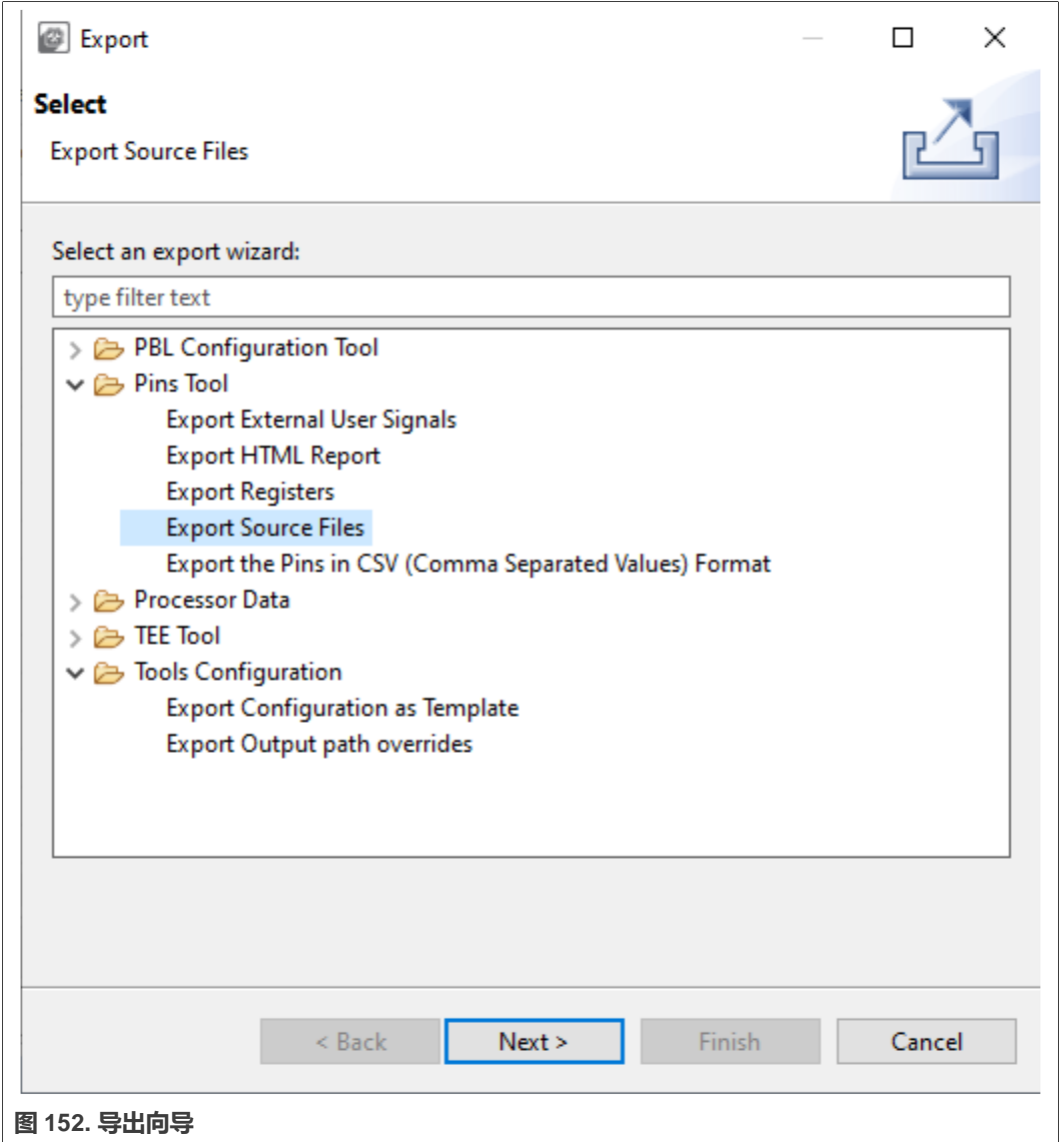 Export
Select
Export Source Files
Select an export wizard:
type filter text
PBL Configuration Tool
Pins Tool
Export External User Signals
Export HTML Report
Export Registers
Export Source Files
Export the Pins in CSV (Comma Separated Values) Format
Processor Data
TEE Tool
Tools Configuration
Export Configuration as Template
Export Output path overrides
< Back
Next >
Finish
Cancel
图 152. 导出向导